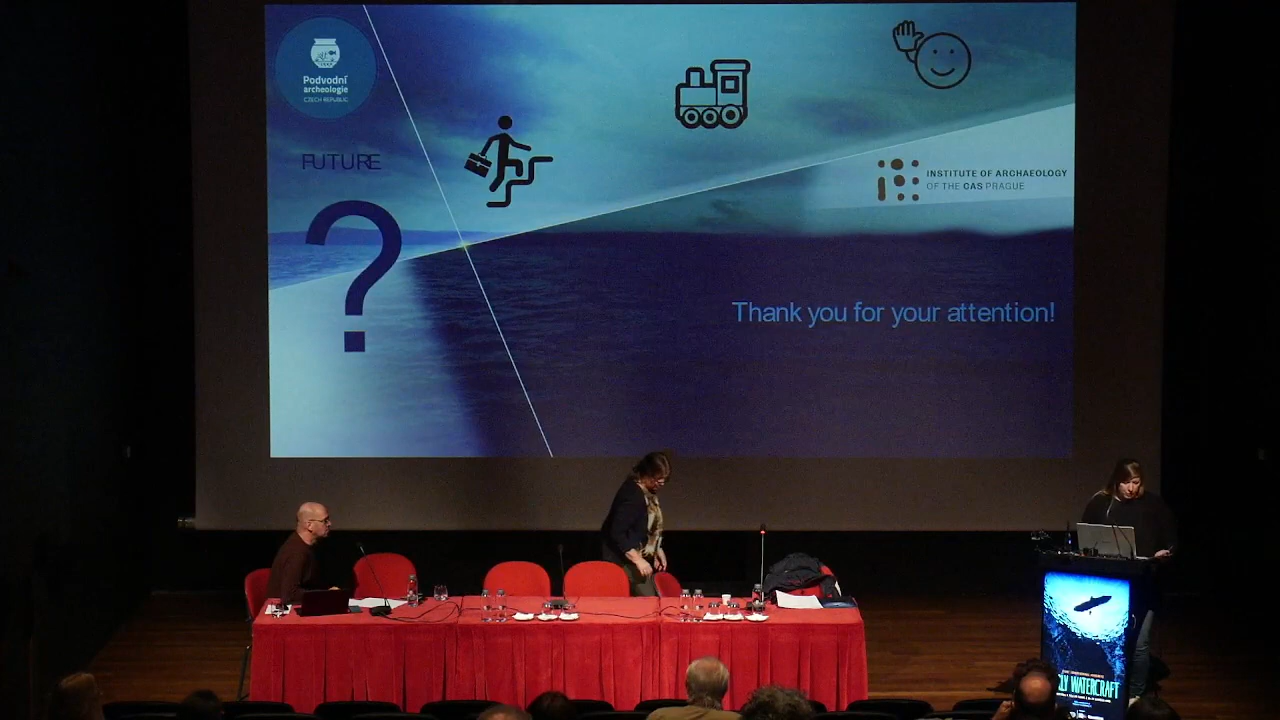 Podvodní
archeologie
CZECH REPUBLIC
FUTURE
?
INSTITUTE OF ARCHAEOLOGY
OF THE CAS PRAGUE
Thank you for your attention!
WATERCRAFT